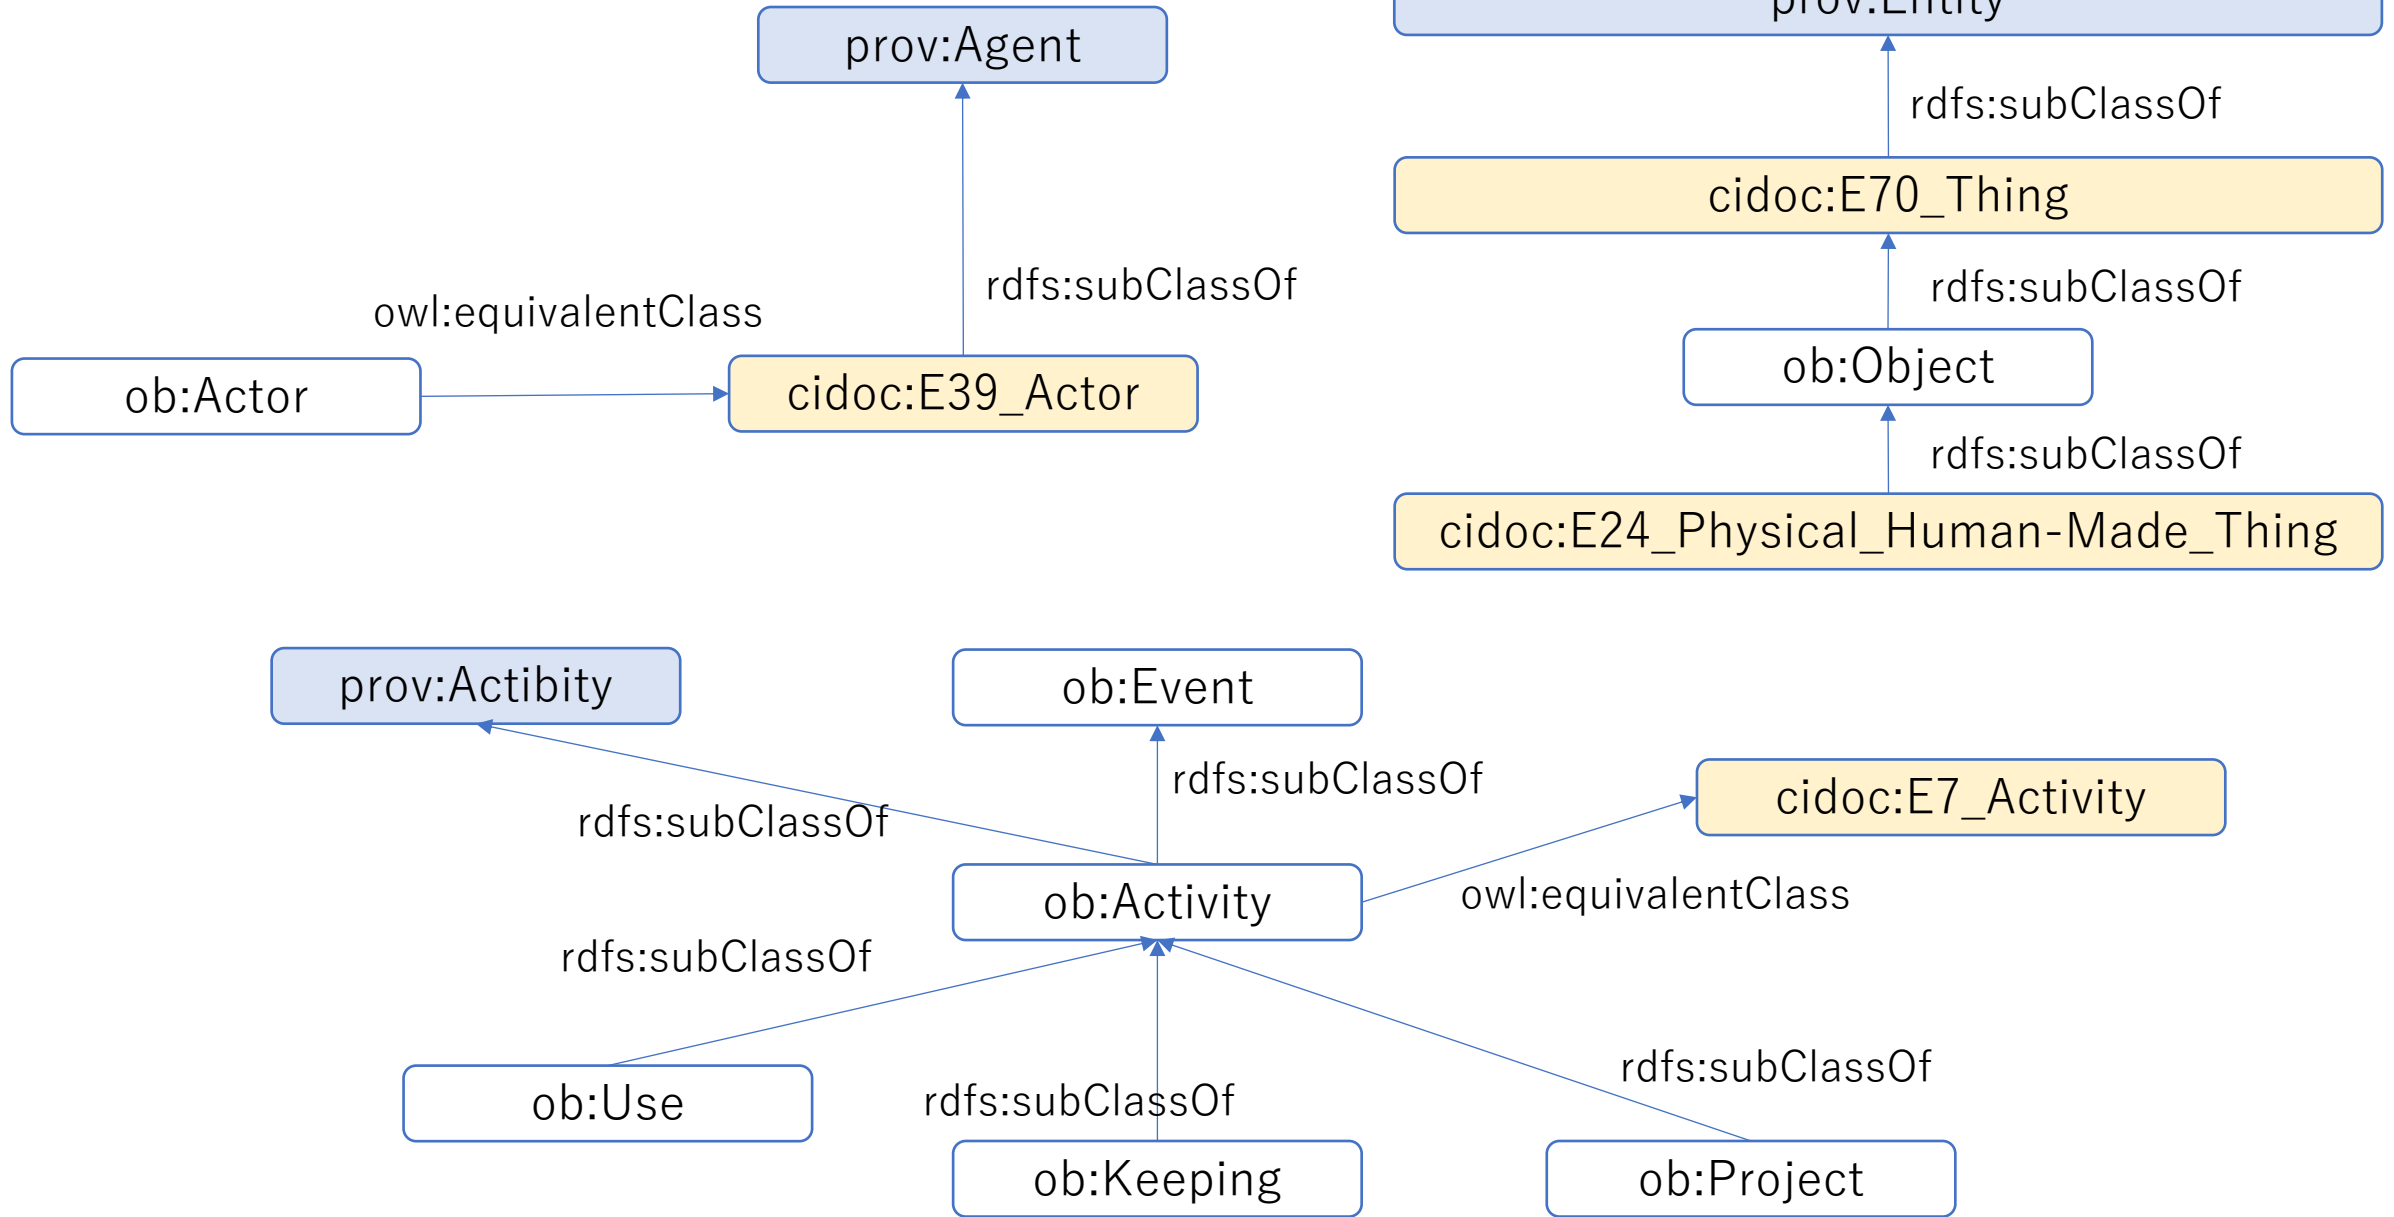 prov:Agent
prov:Entity
rdfs:subClassOf
cidoc:E70_Thing
rdfs:subClassOf
rdfs:subClassOf
owl:equivalentClass
ob:Actor
cidoc:E39_Actor
ob:Object
rdfs:subClassOf
cidoc:E24_Physical_Human-Made_Thing
prov:Actibity
ob:Event
rdfs:subClassOf
cidoc:E7_Activity
rdfs:subClassOf
ob:Activity
owl:equivalentClass
rdfs:subClassOf
rdfs:subClassOf
ob:Use
rdfs:subClassOf
ob:Keeping
ob:Project